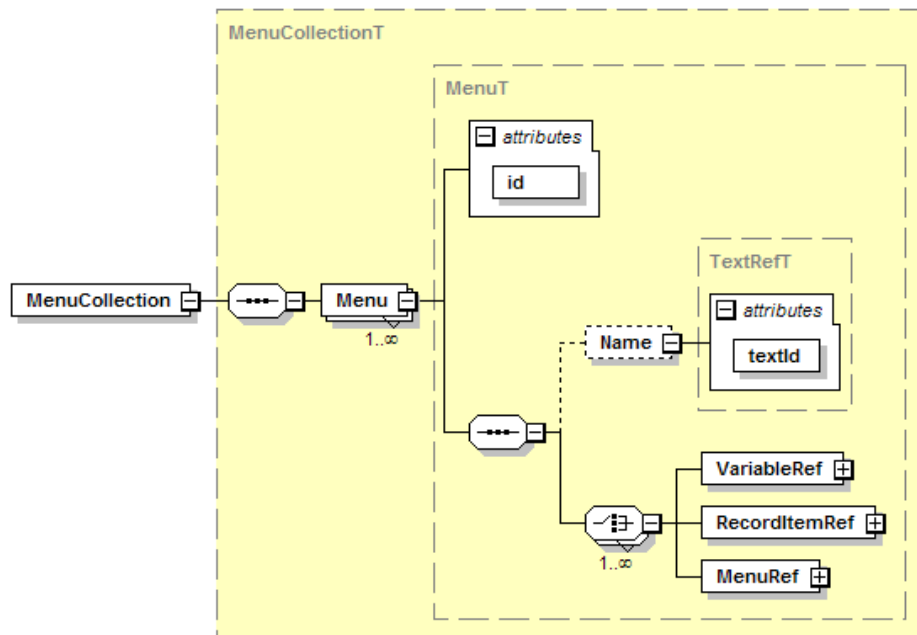 MenuCollectionT
MenuT
attributes
id
TextRefT
MenuCollection
Menu
attributes
1..∞
Name
textId
VariableRef
RecordItemRef
1..∞
MenuRef